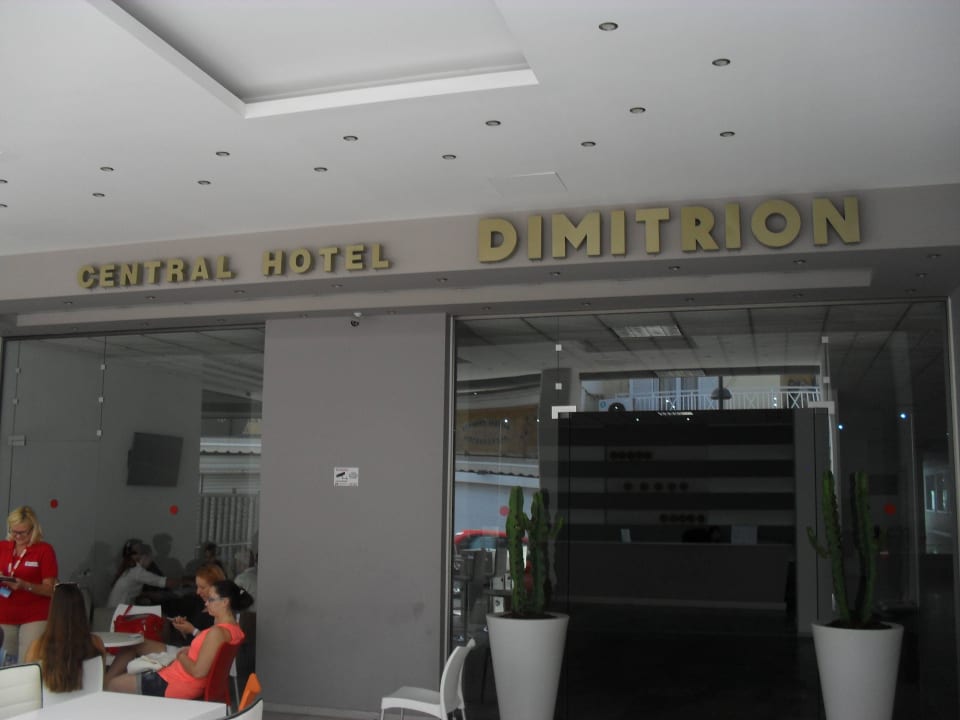 CENTRAL HOTEL DIMITRION